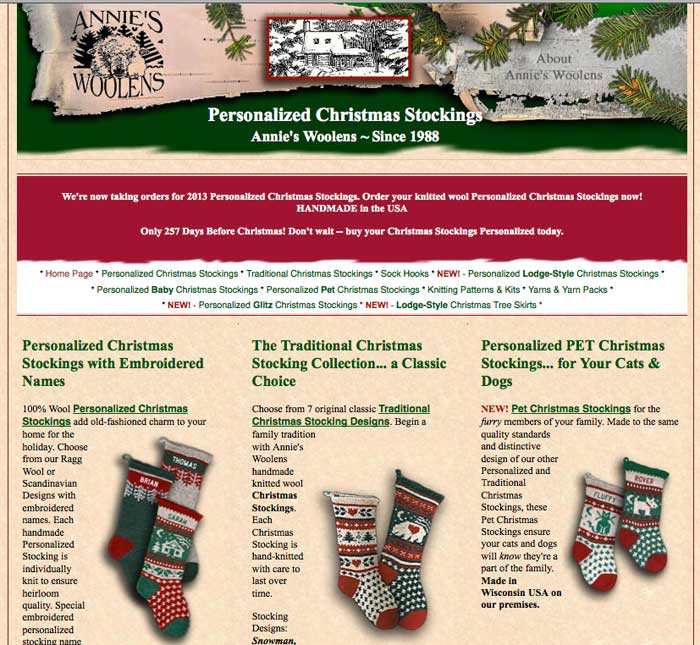 ANNIE'S
WOOLENS
About
Annie's Woolens
Personalized Christmas Stockings
Annie's Woolens ~ Since 1988
We're now taking orders for 2013 Personalized Christmas Stockings. Order your knitted wool Personalized Christmas Stockings now!
HANDMADE in the USA
Only 257 Days Before Christmas! Don't wait -- buy your Christmas Stockings Personalized today.
* Home Page * Personalized Christmas Stockings * Traditional Christmas Stockings * Sock Hooks * NEW! - Personalized Lodge-Style Christmas Stockings *
* Personalized Baby Christmas Stockings * Personalized Pet Christmas Stockings * Knitting Patterns & Kits * Yarns & Yarn Packs *
* NEW! - Personalized Glitz Christmas Stockings * NEW! - Lodge-Style Christmas Tree Skirts *
Personalized Christmas
Stockings with Embroidered
Names
100% Wool Personalized Christmas
Stockings add old-fashioned charm to your
home for the
holiday. Choose
from our Ragg
Wool or
Scandinavian
Designs with
embroidered
names. Each
handmade
Personalized
Stocking is
individually
knit to ensure
heirloom
quality. Special
embroidered
personalized
stocking name
THOMAS
BRIAN
SARAH
The Traditional Christmas
Stocking Collection... a Classic
Choice
Choose from 7 original classic Traditional
Christmas Stocking Designs. Begin a
family tradition
with Annie's
Woolens
handmade
knitted wool
Christmas
Stockings.
Each
Christmas
Stocking is
hand-knitted
with care to
last over
time.
Stocking
Designs:
Snowman,
Personalized PET Christmas
Stockings... for Your Cats &
Dogs
NEW! Pet Christmas Stockings for the
furry members of your family. Made to the same
quality standards
and distinctive
design of our other
Personalized and
Traditional
Christmas
Stockings, these
Pet Christmas
Stockings ensure
your cats and dogs
will know they're a
part of the family.
Made in
Wisconsin USA on
our premises.
FLUFFY
ROVER